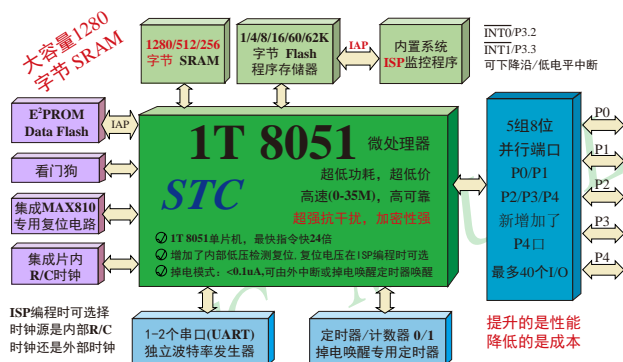 大容量1280
字节 SRAM
1280/512/256
字节 SRAM
1/4/8/16/60/62K
字节 Flash
程序存储器
IAP
内置系统
ISP监控程序
INT0/P3.2
INT1/P3.3
可下降沿/低电平中断
E²PROM
Data Flash
IAP
看门狗
集成MAX810
专用复位电路
集成片内
R/C时钟
1T 8051 微处理器
STC
超低功耗，超低价
高速(0-35M)，高可靠
超强抗干扰，加密性强
1T 8051单片机，最快指令快24倍
增加了内部低压检测复位,复位电压在ISP编程时可选
掉电模式：<0.1uA,可由外中断或掉电唤醒定时器唤醒
5组8位
并行端口
P0/P1
P2/P3/P4
新增加了
P4口
最多40个I/O
P0
P1
P2
P3
P4
ISP编程时可选择
时钟源是内部R/C
时钟还是外部时钟
1-2个串口(UART)
独立波特率发生器
定时器/计数器 0/1
掉电唤醒专用定时器
提升的是性能
降低的是成本